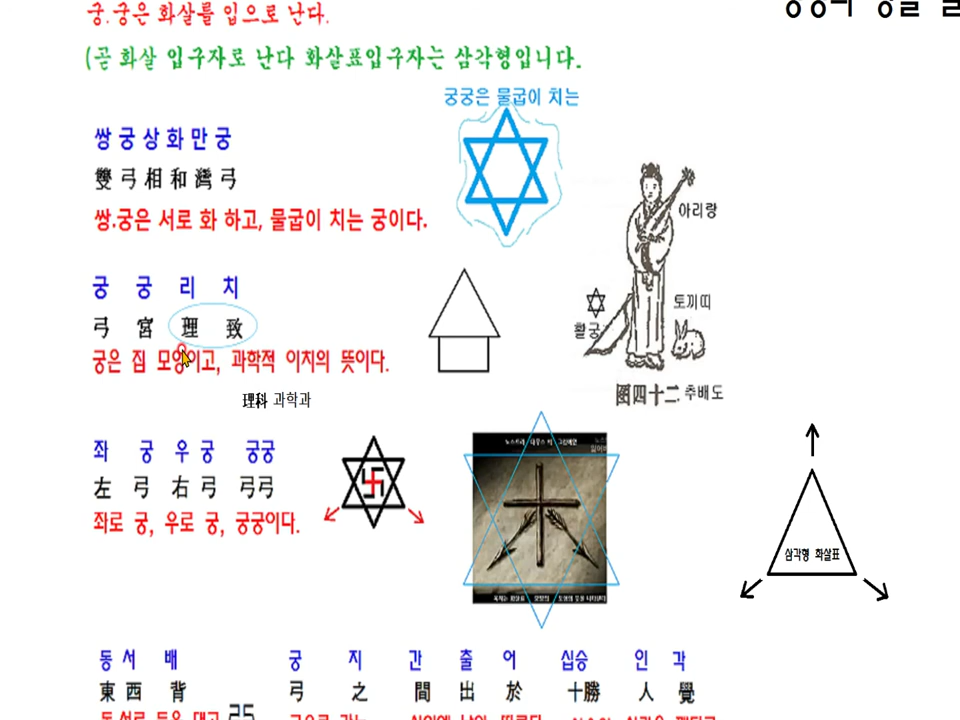 궁.궁은 화살를 입으로 난다.
(곧 화살 입구자로 난다 화살표입구자는 삼각형입니다.
궁궁은 물굽이 치는
쌍 궁 상 화 만 궁
雙 弓 相 和 灣 弓
쌍.궁은 서로 화 하고, 물굽이 치는 궁이다.
아리랑
토끼띠
활궁
圖四十二 추배도
궁 궁 리 치
弓 宮 理 致
궁은 집 모양이고, 과학적 이치의 뜻이다.
理科 과학과
좌 궁 우 궁 궁궁
左 弓 右 弓 弓弓
좌로 궁, 우로 궁, 궁궁이다.
삼각형 화살표
동 서 배 궁 지 간 출 어 십승 인 각
東 西 背 弓 之 間 出 於 十勝 人 覺